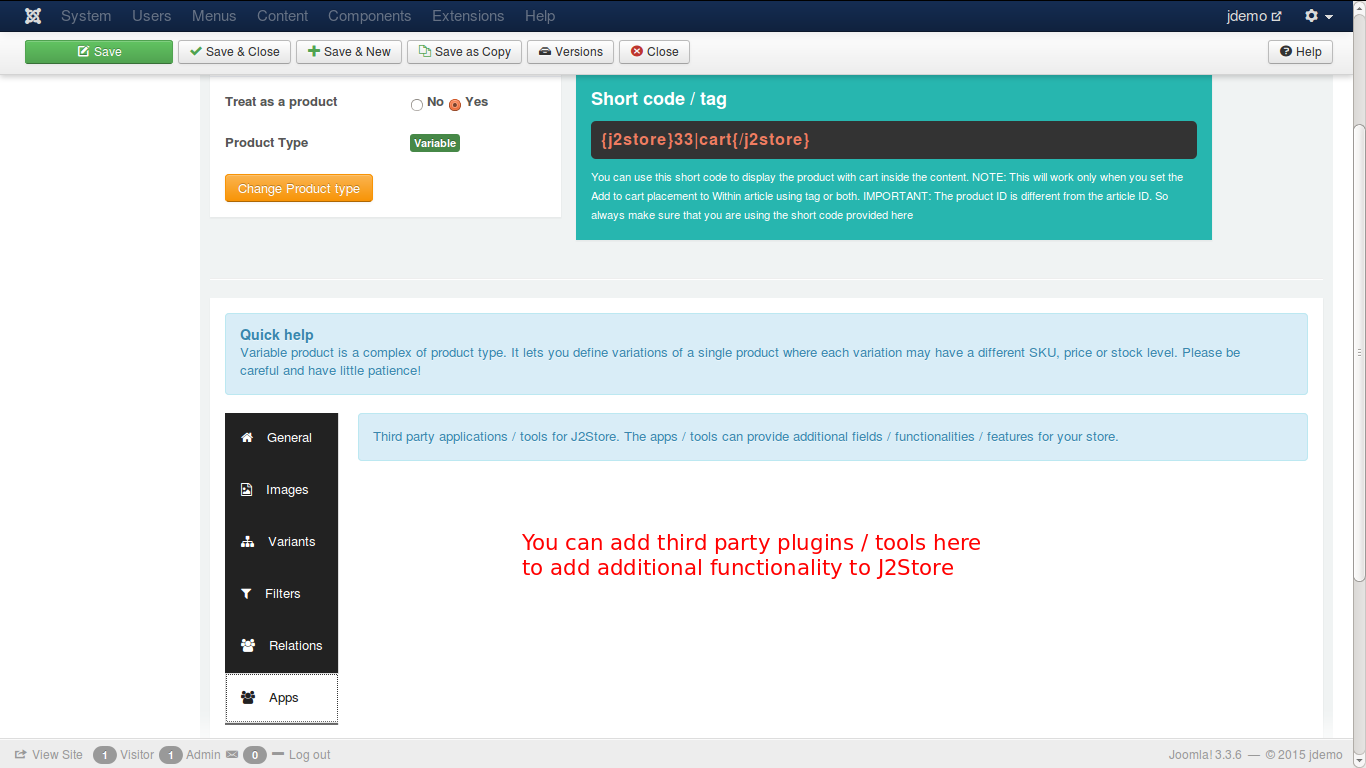 System Users Menus Content Components Extensions Help jdemo
Save Save & Close Save & New Save as Copy Versions Close Help
Treat as a product No Yes
Product Type Variable
Change Product type
Short code / tag
{j2store}33|cart{/j2store}
You can use this short code to display the product with cart inside the content. NOTE: This will work only when you set the
Add to cart placement to Within article using tag or both. IMPORTANT: The product ID is different from the article ID. So
always make sure that you are using the short code provided here
Quick help
Variable product is a complex of product type. It lets you define variations of a single product where each variation may have a different SKU, price or stock level. Please be
careful and have little patience!
General
Images
Variants
Filters
Relations
Apps
Third party applications / tools for J2Store. The apps / tools can provide additional fields / functionalities / features for your store.
You can add third party plugins / tools here
to add additional functionality to J2Store
View Site 1 Visitor 1 Admin 0 Log out Joomla! 3.3.6 — © 2015 jdemo